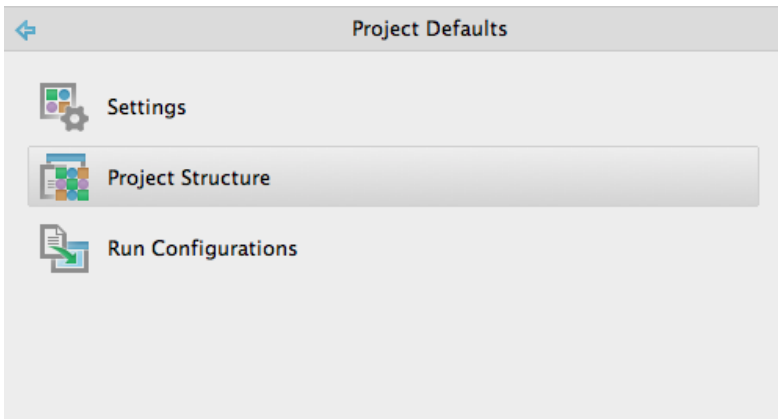 Project Defaults
Settings
Project Structure
Run Configurations